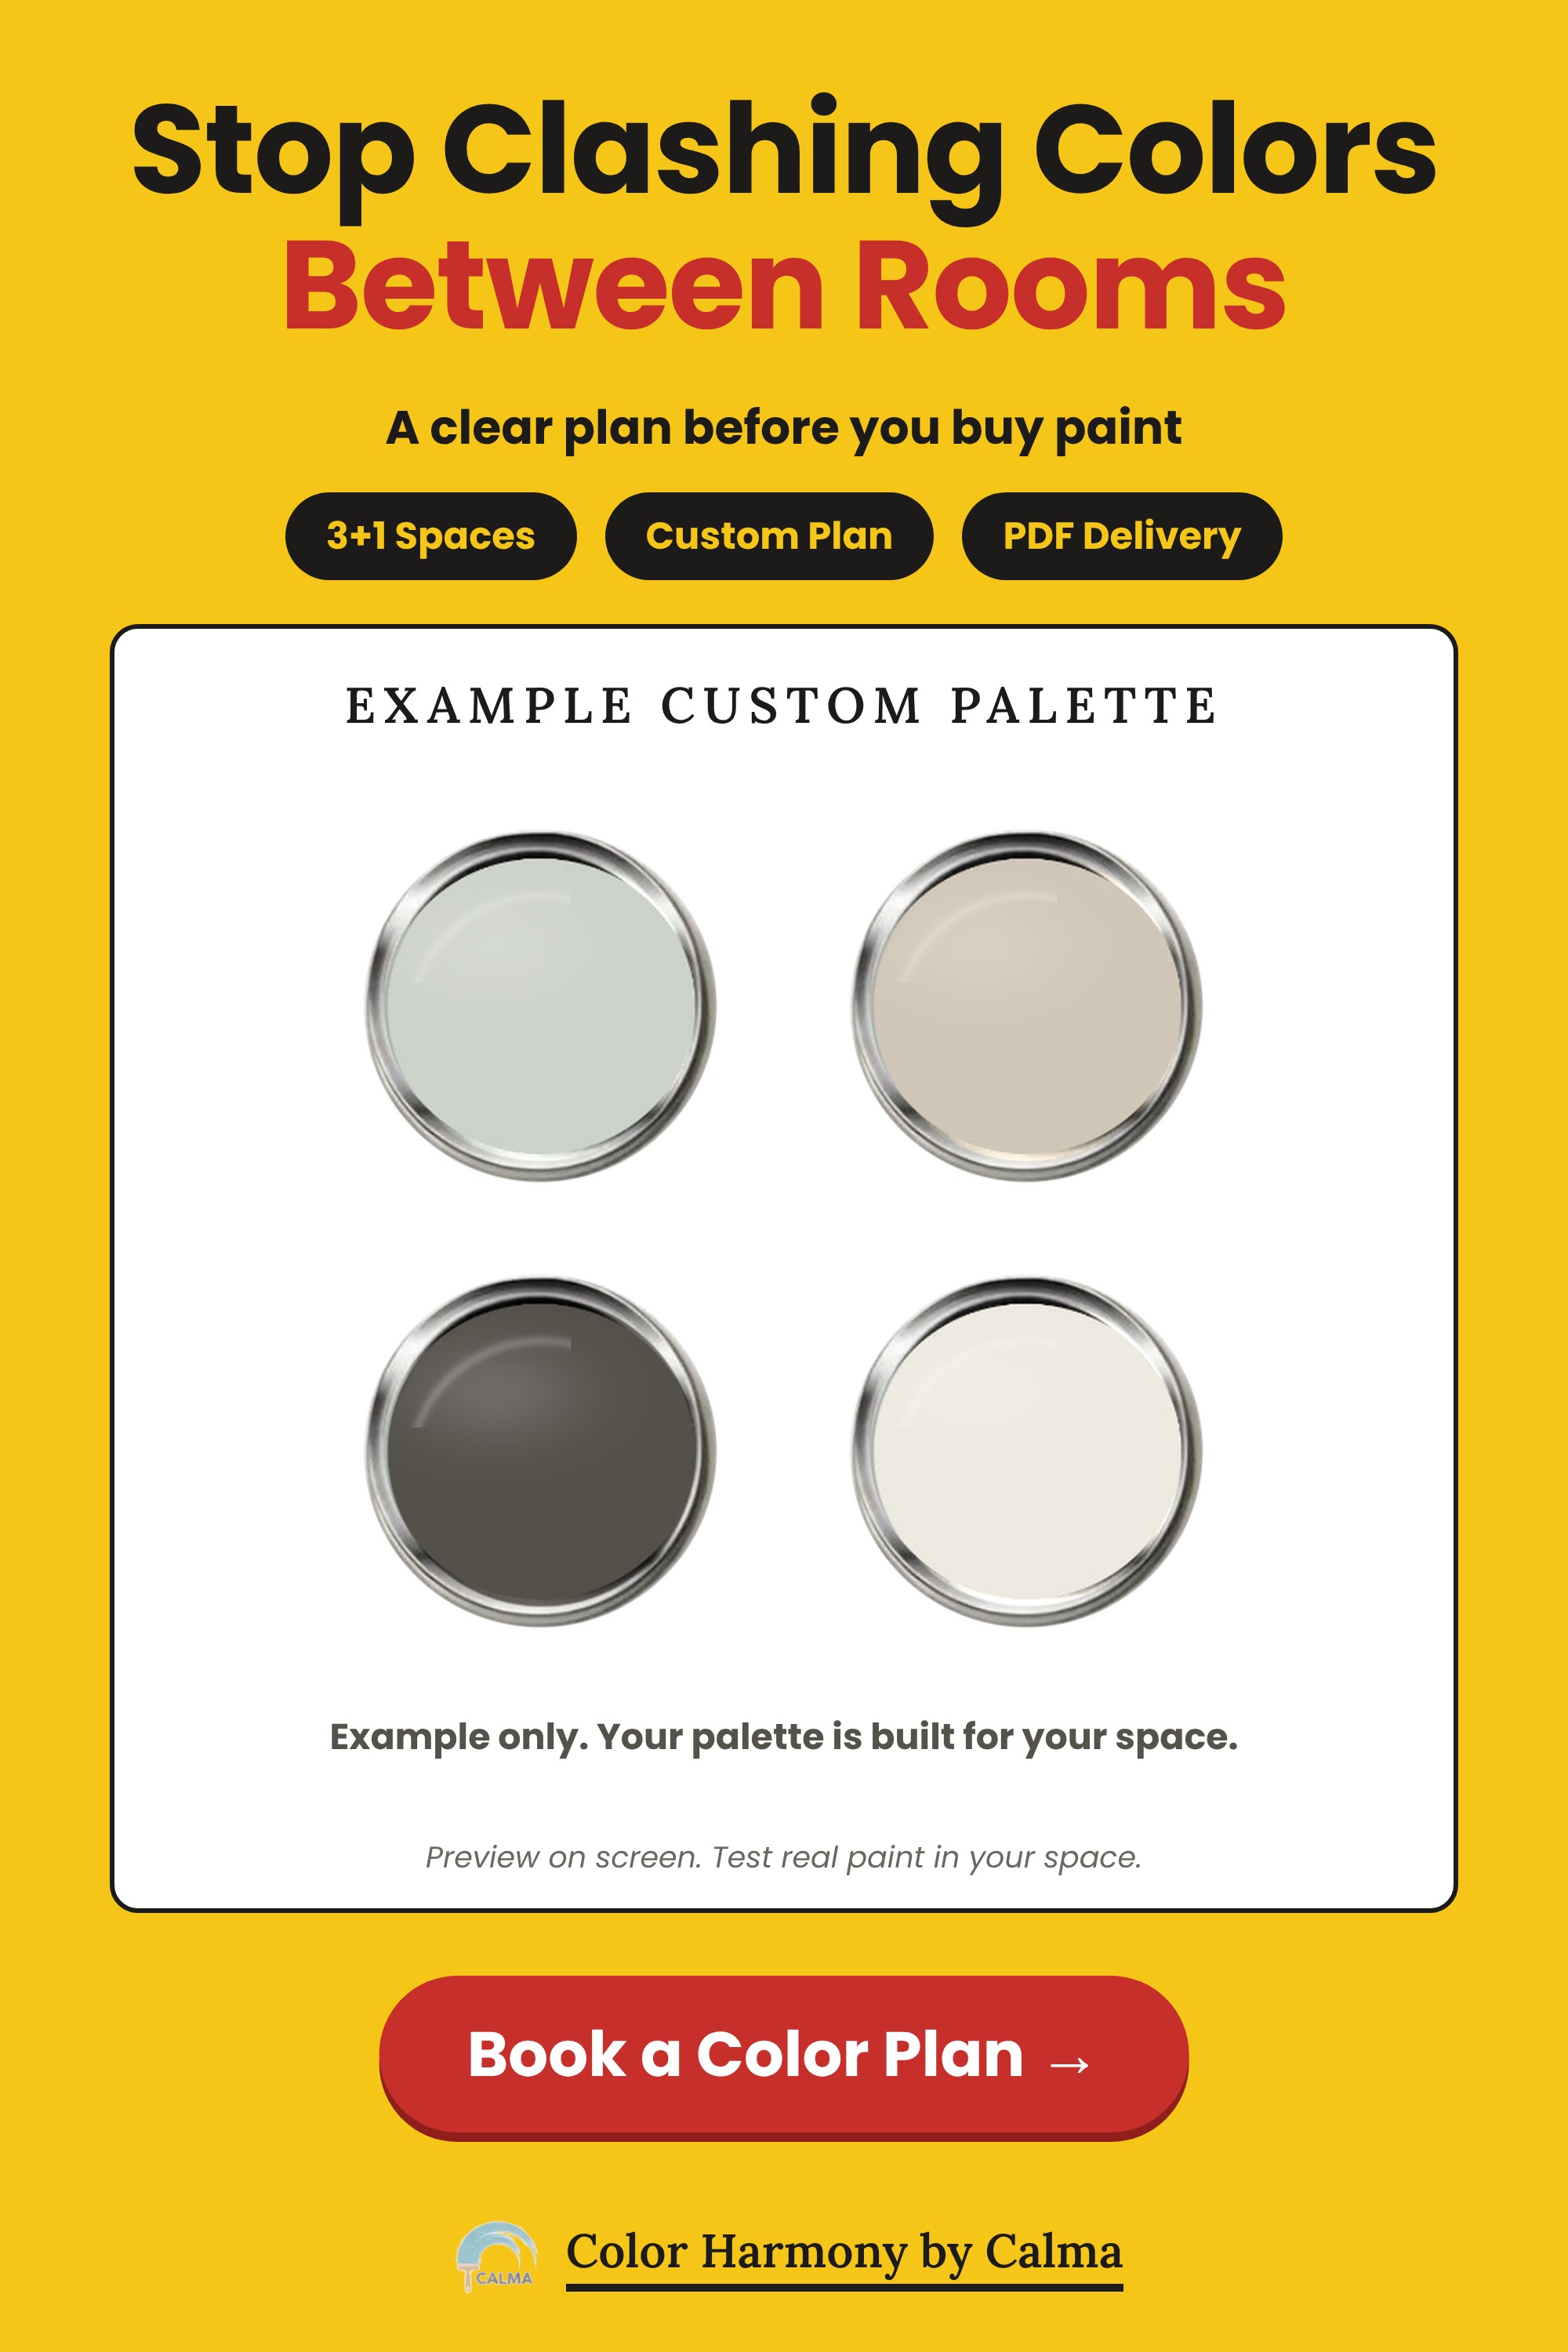 Stop Clashing Colors
Between Rooms
A clear plan before you buy paint
3+1 Spaces
Custom Plan
PDF Delivery
EXAMPLE CUSTOM PALETTE
Example only. Your palette is built for your space.
Preview on screen. Test real paint in your space.
Book a Color Plan →
CALMA
Color Harmony by Calma